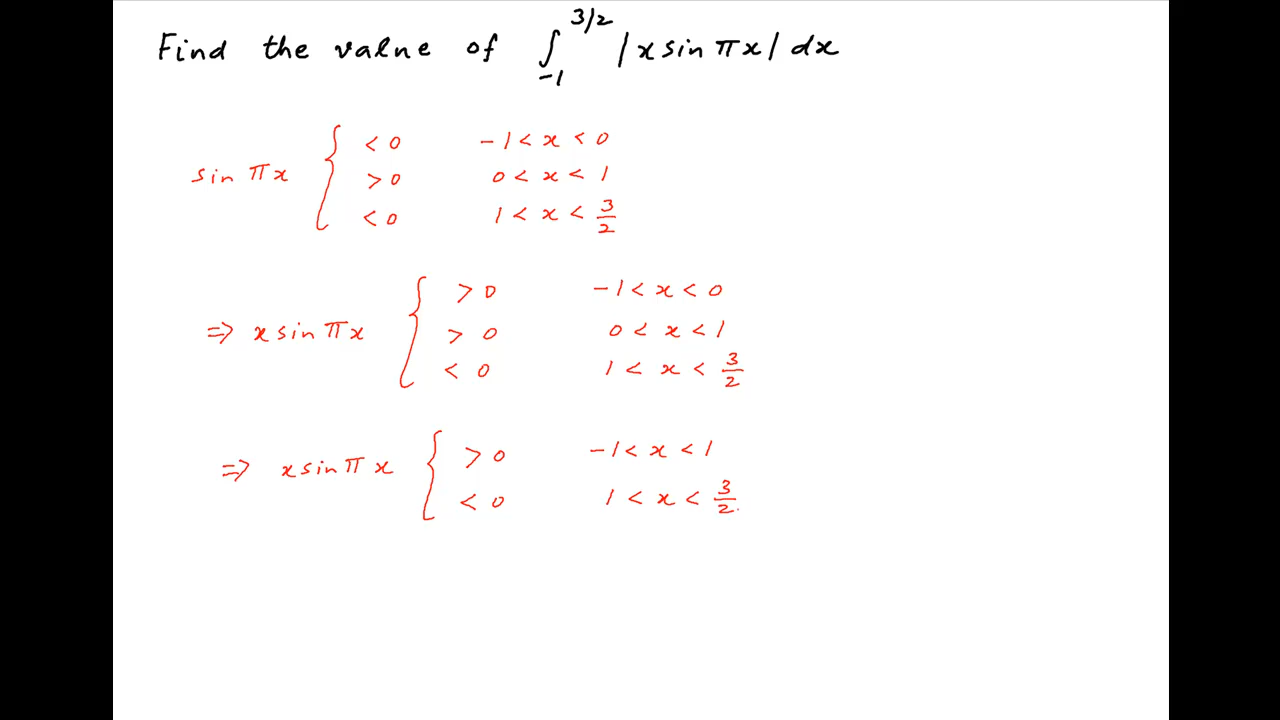 Find the value of ∫_{-1}^{3/2} |x sin πx| dx
sin πx { < 0    -1 < x < 0
> 0    0 < x < 1
< 0    1 < x < 3/2
⇒ x sin πx { > 0    -1 < x < 0
> 0    0 < x < 1
< 0    1 < x < 3/2
⇒ x sin πx { > 0    -1 < x < 1
< 0    1 < x < 3/2